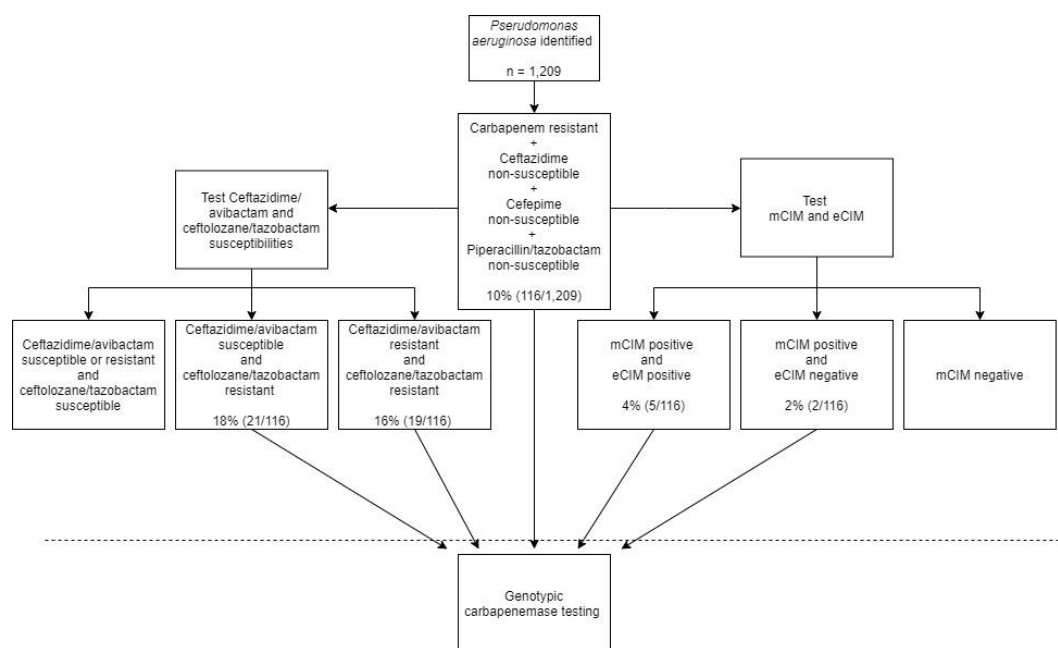 Pserudomonas
aeruginosa identified
n = 1,209
Carbapenem resistant
+
Ceftazidime
non-susceptible
+
Cefepime
non-susceptible
+
Piperacillin/tazobactam
non-susceptible
10% (116/1,209)
Test Ceftazidime/
avibactam and
ceftolozane/tazobactam
susceptibilities
Test
mCIM and eCIM
Ceftazidime/avibactam
susceptible or resistant
and
ceftolozane/tazobactam
susceptible
Ceftazidime/avibactam
susceptible
and
ceftolozane/tazobactam
resistant
18% (21/116)
Ceftazidime/avibactam
resistant
and
ceftolozane/tazobactam
resistant
16% (19/116)
mCIM positive
and
eCIM positive
4% (5/116)
mCIM positive
and
eCIM negative
2% (2/116)
mCIM negative
Genotypic
carbapenemase testing